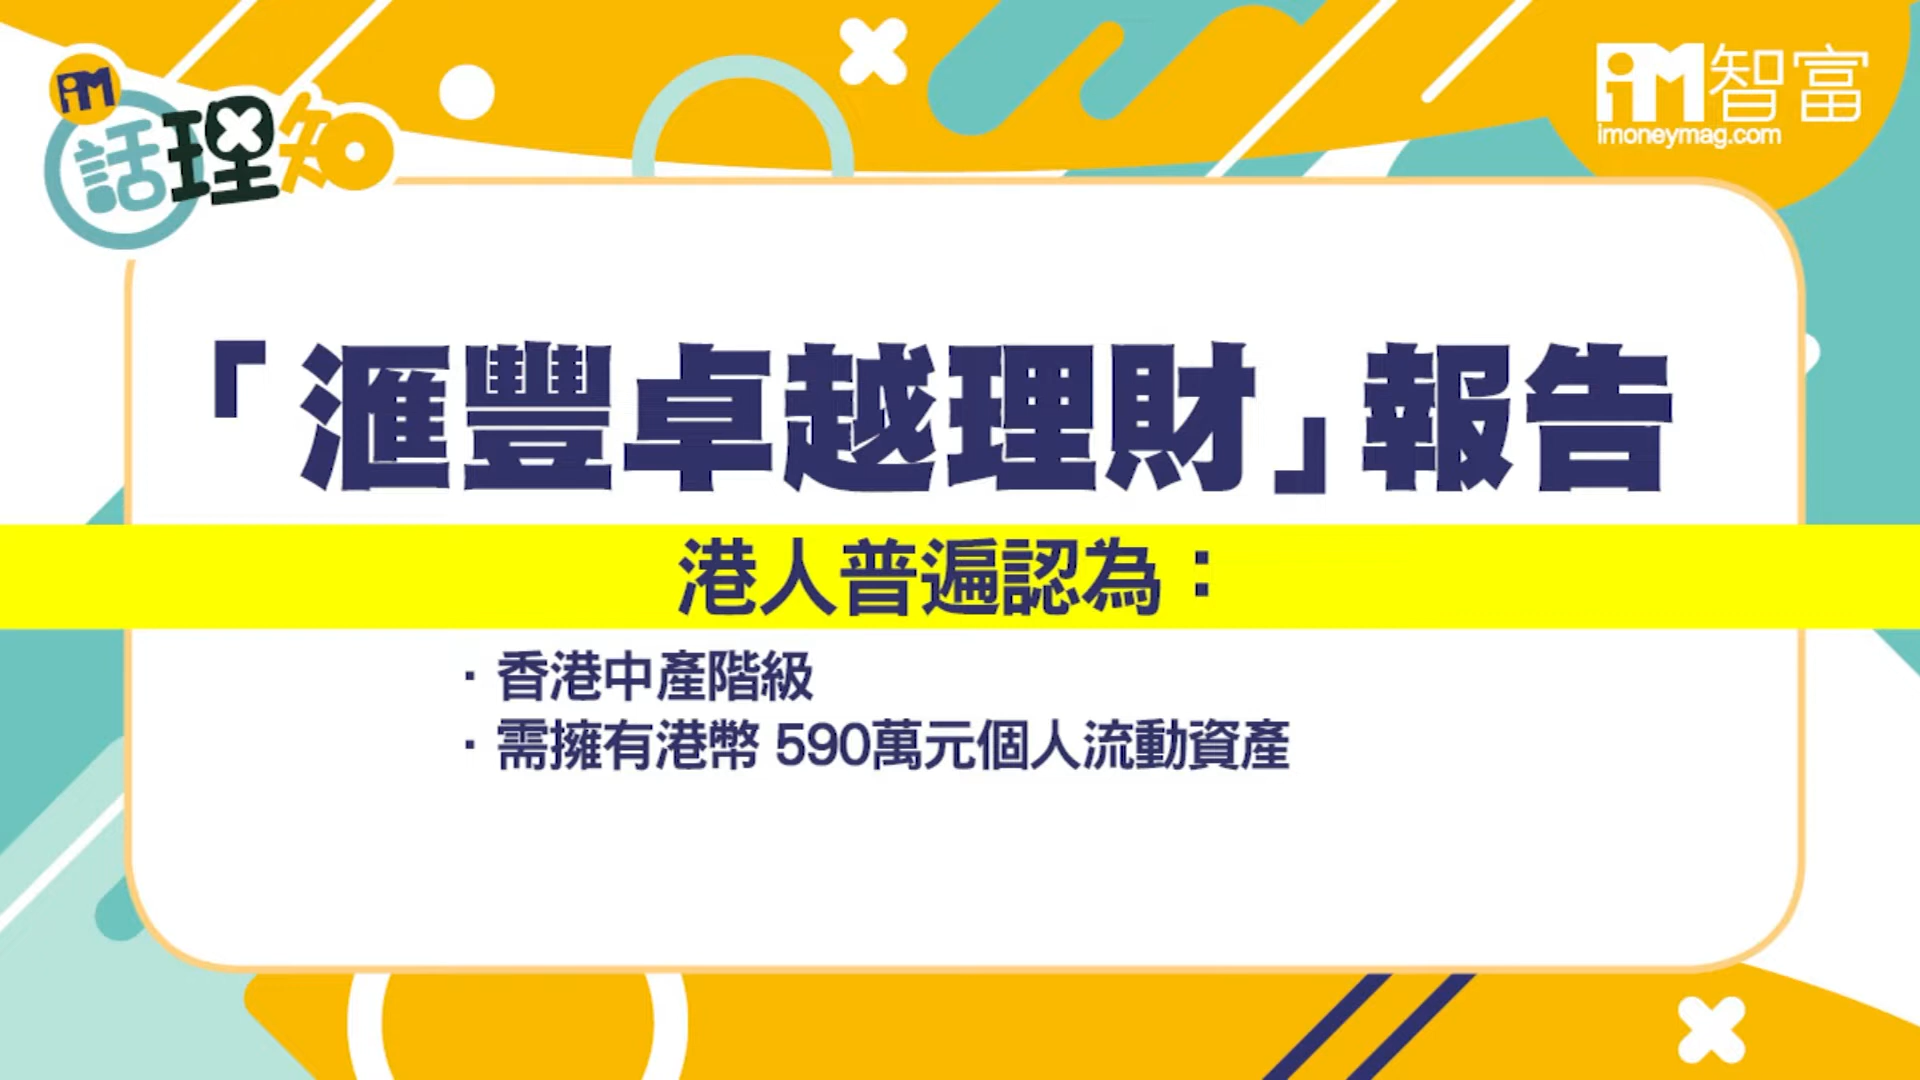 iM
話理知
iM智富
imoneymag.com
「滙豐卓越理財」報告
港人普遍認為：
· 香港中產階級
· 需擁有港幣 590萬元個人流動資產